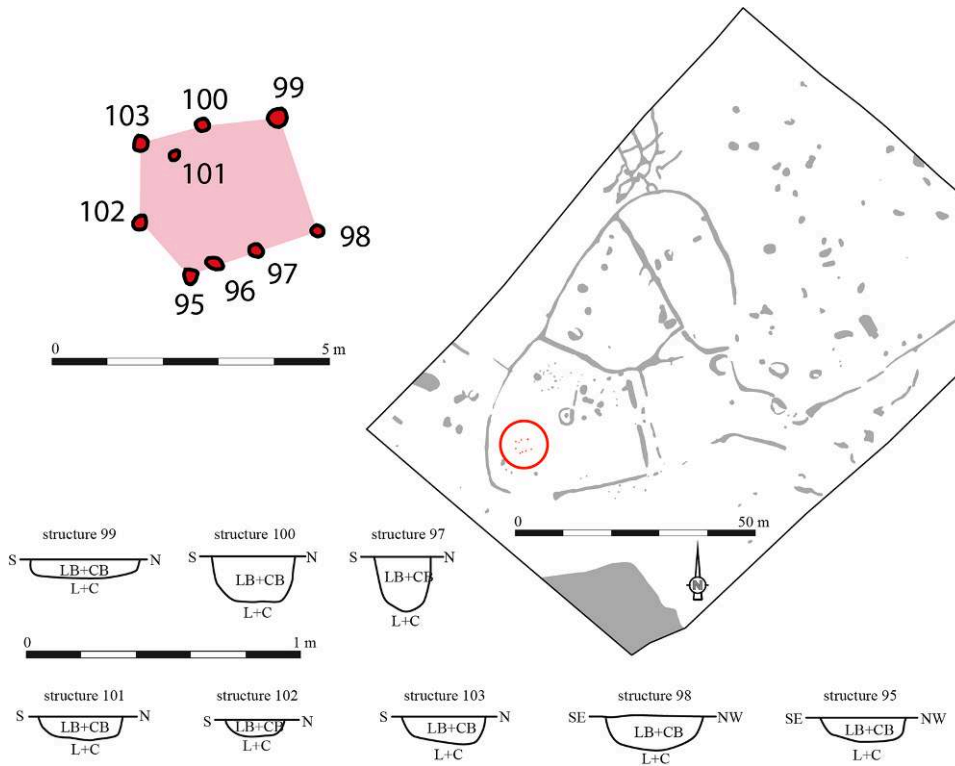 99
100
103
101
102
98
97
96
95
0 5 m
0 50 m
N
structure 99
S N
LB+CB
L+C
structure 100
S N
LB+CB
L+C
structure 97
S N
LB+CB
L+C
0 1 m
structure 101
S N
LB+CB
L+C
structure 102
S N
LB+CB
L+C
structure 103
S N
LB+CB
L+C
structure 98
SE NW
LB+CB
L+C
structure 95
SE NW
LB+CB
L+C